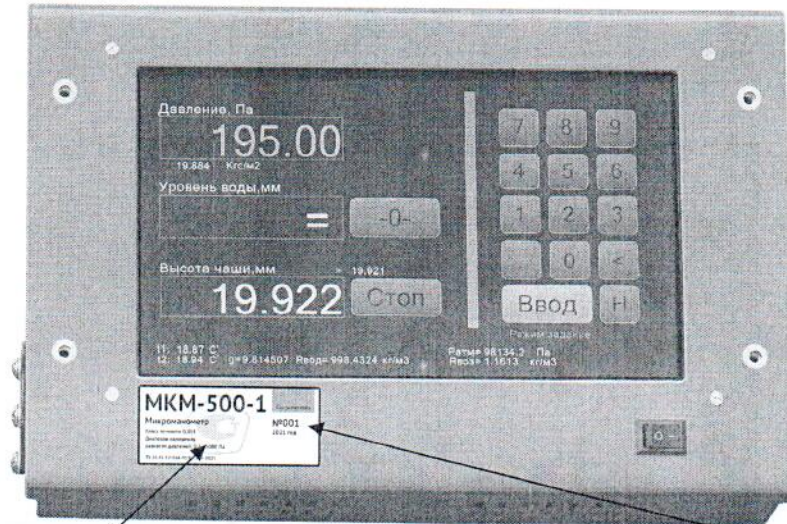 Давление, Па
195.00
19.884 Кгс/м2
Уровень воды,мм
=
-0-
Высота чаши,мм
19.921
19.922
Стоп
7 8 9
4 5 6
1 2 3
0 <
Ввод H
Режим задание
t1: 18.87 C
t2: 18.94 C g=9.814507 Rвод= 998.4324 кг/м3
Ратм= 98134.2 Па
Rвоз= 1.1613 кг/м3
МКМ-500-1
Микроманометр
№001
2021 год